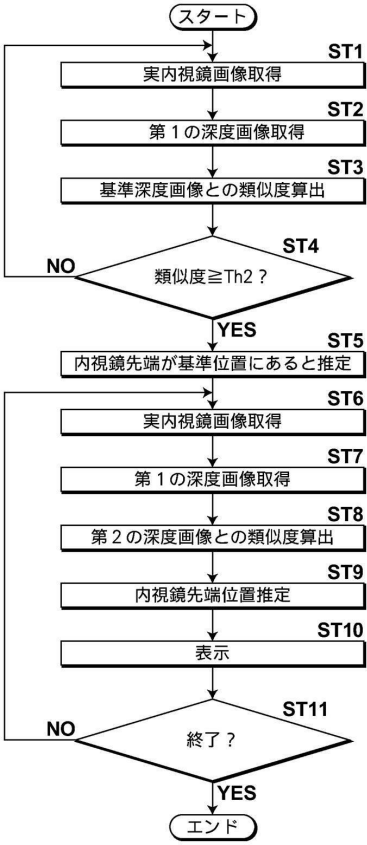 スタート
ST1
実内視鏡画像取得
ST2
第1の深度画像取得
ST3
基準深度画像との類似度算出
ST4
類似度≧Th2？
NO
YES
ST5
内視鏡先端が基準位置にあると推定
ST6
実内視鏡画像取得
ST7
第1の深度画像取得
ST8
第2の深度画像との類似度算出
ST9
内視鏡先端位置推定
ST10
表示
ST11
終了？
NO
YES
エンド